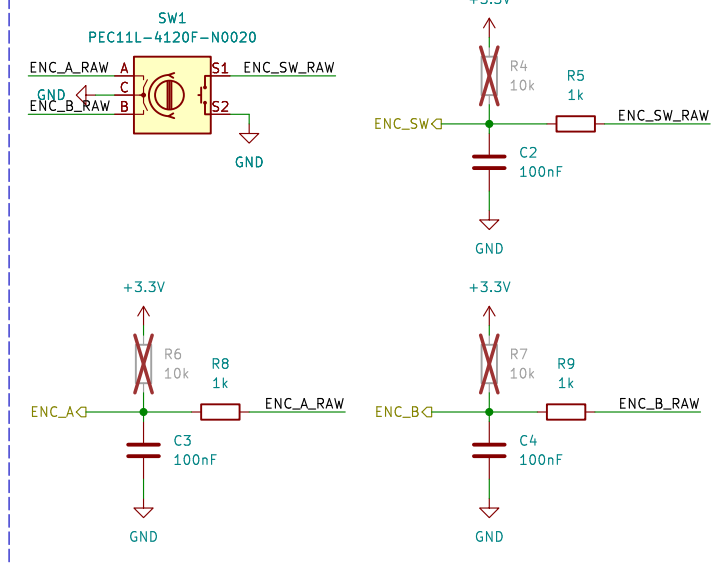 +3.3V
SW1
PEC11L-4120F-N0020
ENC_A_RAW
A
S1
ENC_SW_RAW
GND
C
ENC_B_RAW
B
S2
GND
R4
10k
R5
1k
ENC_SW
ENC_SW_RAW
C2
100nF
GND
+3.3V
R6
10k
R8
1k
ENC_A
ENC_A_RAW
C3
100nF
GND
+3.3V
R7
10k
R9
1k
ENC_B
ENC_B_RAW
C4
100nF
GND